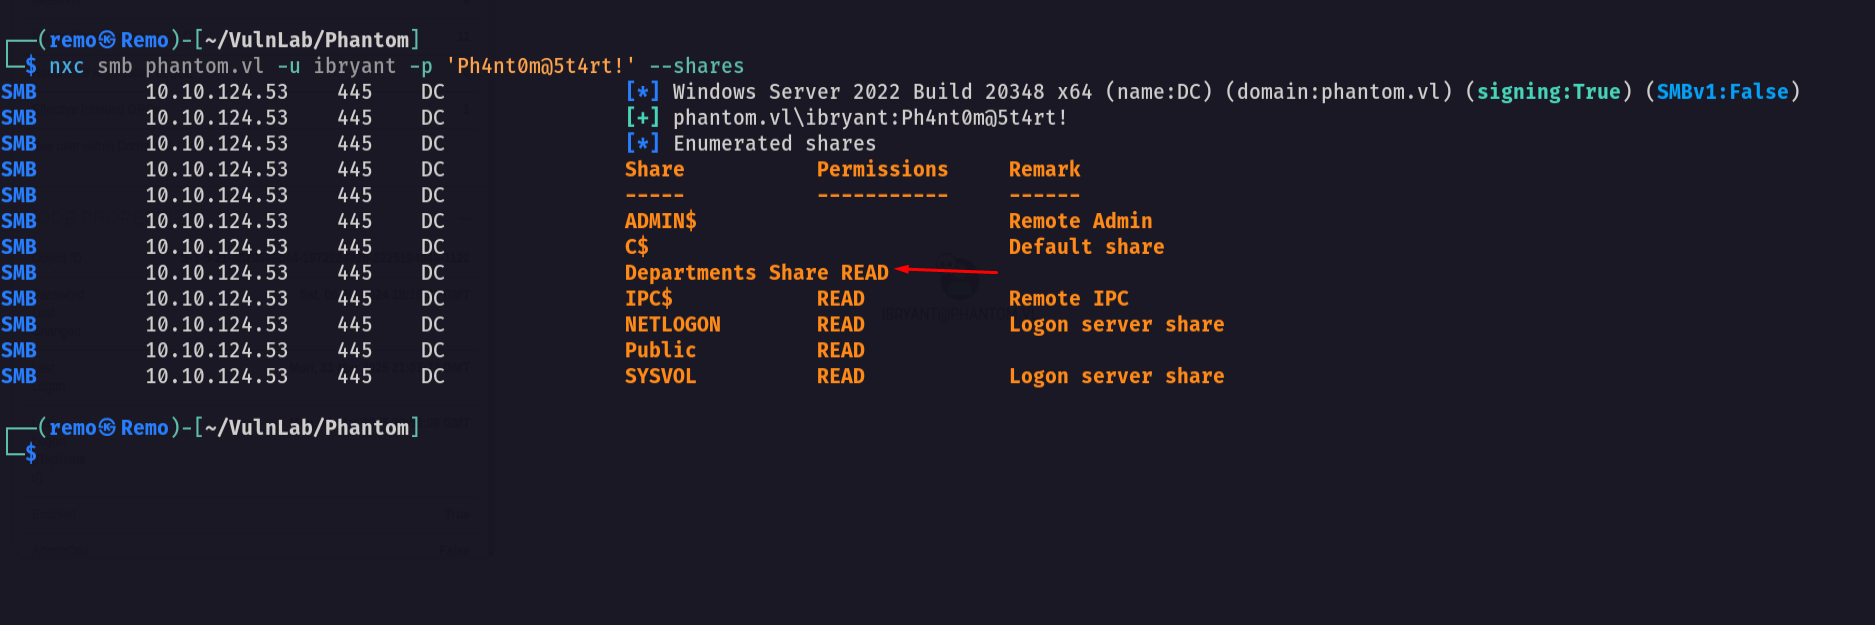 ┌──(remo㉿Remo)-[~/VulnLab/Phantom]
└─$ nxc smb phantom.vl -u ibryant -p 'Ph4nt0m@5t4rt!' --shares
SMB 10.10.124.53 445 DC [*] Windows Server 2022 Build 20348 x64 (name:DC) (domain:phantom.vl) (signing:True) (SMBv1:False)
SMB 10.10.124.53 445 DC [+] phantom.vl\ibryant:Ph4nt0m@5t4rt!
SMB 10.10.124.53 445 DC [*] Enumerated shares
SMB 10.10.124.53 445 DC Share Permissions Remark
SMB 10.10.124.53 445 DC ----- ----------- ------
SMB 10.10.124.53 445 DC ADMIN$ Remote Admin
SMB 10.10.124.53 445 DC C$ Default share
SMB 10.10.124.53 445 DC Departments Share READ
SMB 10.10.124.53 445 DC IPC$ READ Remote IPC
SMB 10.10.124.53 445 DC NETLOGON READ Logon server share
SMB 10.10.124.53 445 DC Public READ
SMB 10.10.124.53 445 DC SYSVOL READ Logon server share
┌──(remo㉿Remo)-[~/VulnLab/Phantom]
└─$